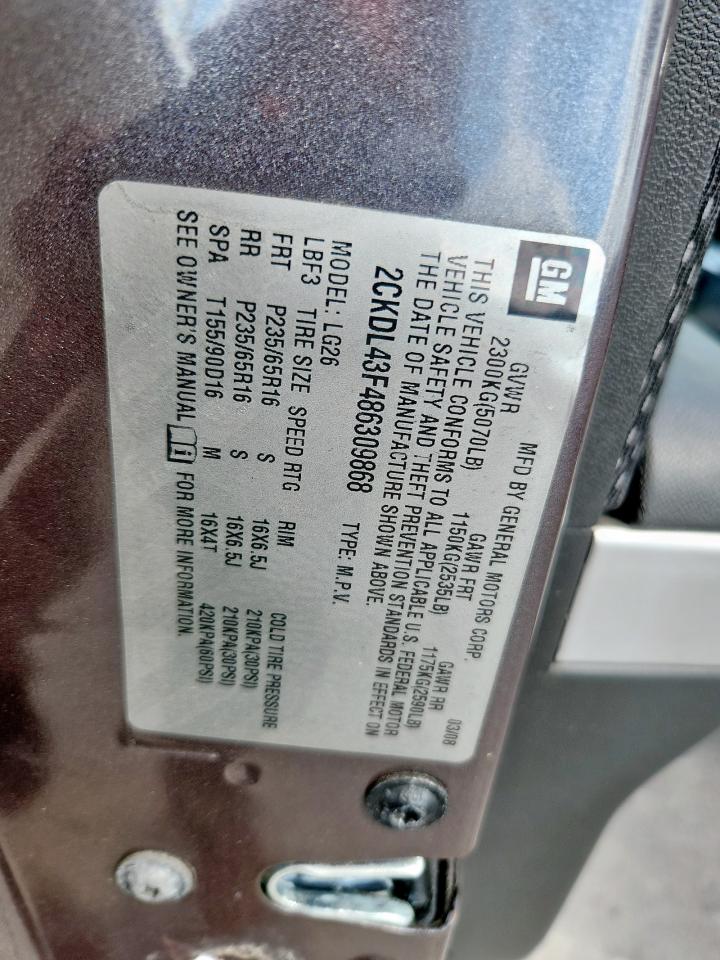 GM
MFD BY GENERAL MOTORS CORP. 03/08
GVWR GAWR FRT GAWR RR
2300KG(5070LB) 1150KG(2535LB) 1175KG(2590LB)
THIS VEHICLE CONFORMS TO ALL APPLICABLE U.S. FEDERAL MOTOR
VEHICLE SAFETY AND THEFT PREVENTION STANDARDS IN EFFECT ON
THE DATE OF MANUFACTURE SHOWN ABOVE.
2CKDL43F486309868 TYPE: M.P.V.
MODEL: LG26
LBF3 TIRE SIZE SPEED RTG RIM COLD TIRE PRESSURE
FRT P235/65R16 S 16X6.5J 210KPA(30PSI)
RR P235/65R16 S 16X6.5J 210KPA(30PSI)
SPA T155/90D16 M 16X4T 420KPA(60PSI)
SEE OWNER'S MANUAL i FOR MORE INFORMATION.